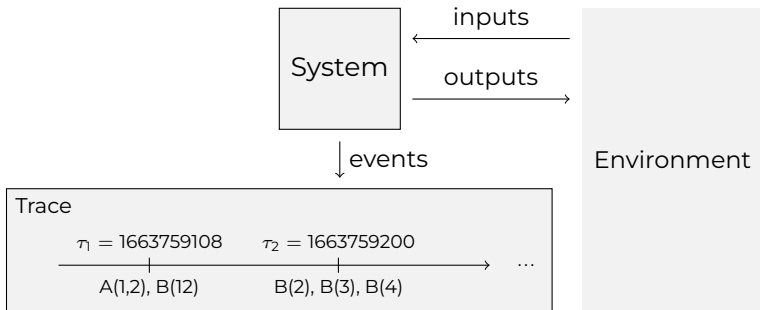 inputs
System
outputs
events
Environment
Trace
τ₁ = 1663759108
τ₂ = 1663759200
...
A(1,2), B(12)
B(2), B(3), B(4)